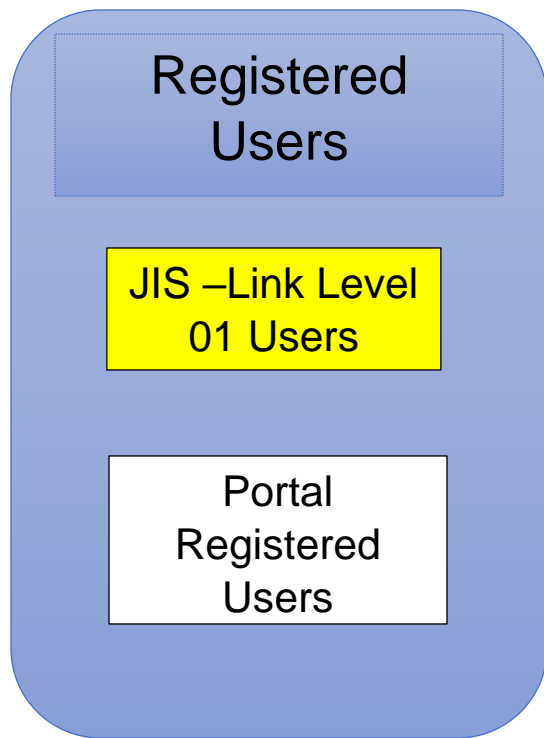 Registered
Users
JIS –Link Level
01 Users
Portal
Registered
Users